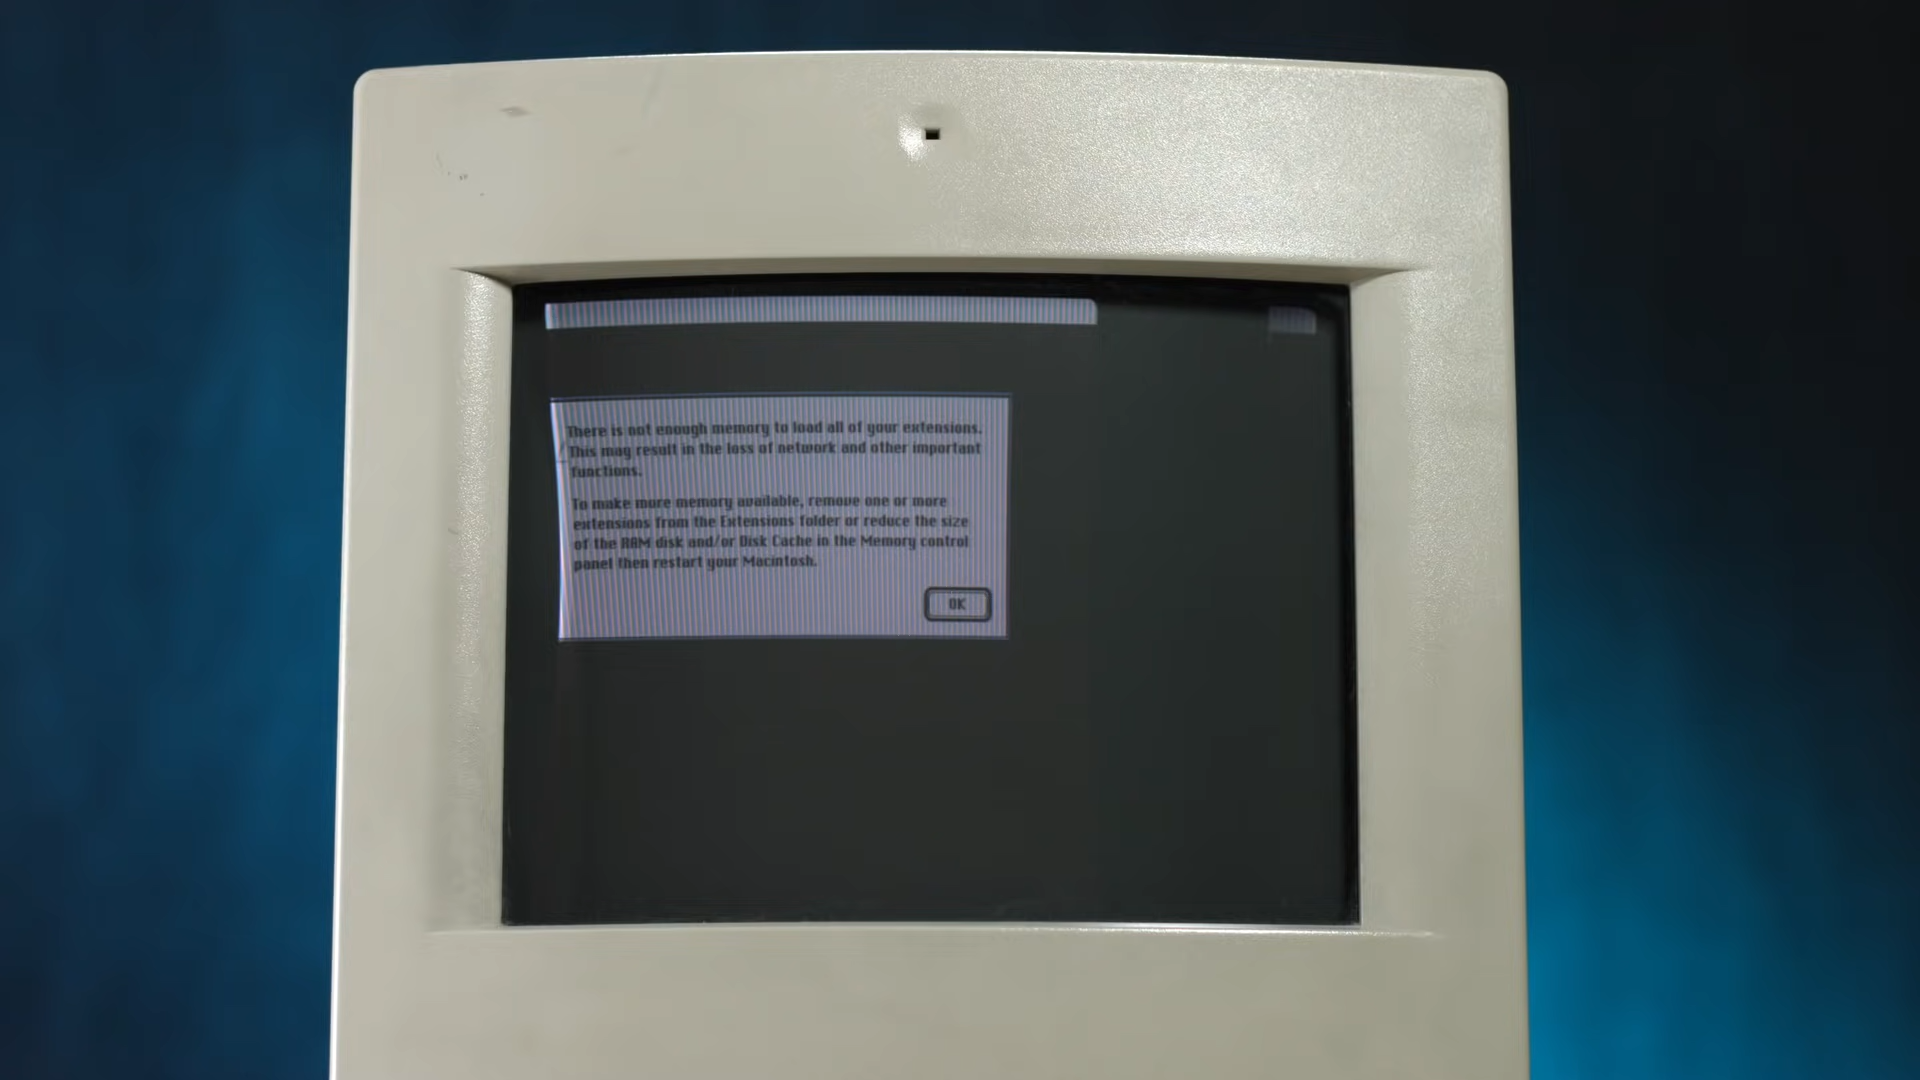 There is not enough memory to load all of your extensions.
This may result in the loss of network and other important
functions.
To make more memory available, remove one or more
extensions from the Extensions folder or reduce the size
of the RAM disk and/or Disk Cache in the Memory control
panel then restart your Macintosh.
OK